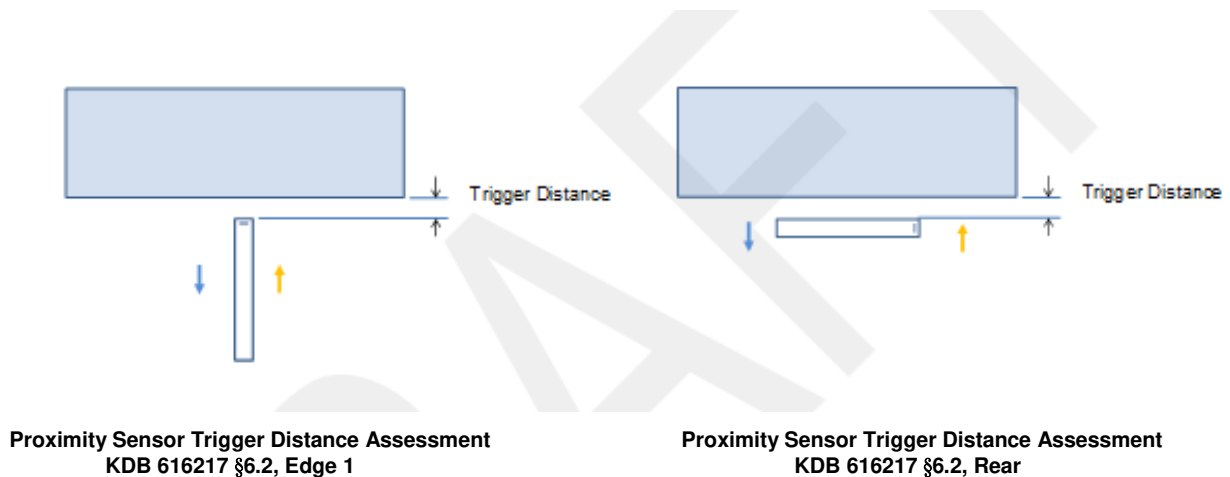 Trigger Distance
Trigger Distance
Proximity Sensor Trigger Distance Assessment
KDB 616217 §6.2, Edge 1
Proximity Sensor Trigger Distance Assessment
KDB 616217 §6.2, Rear